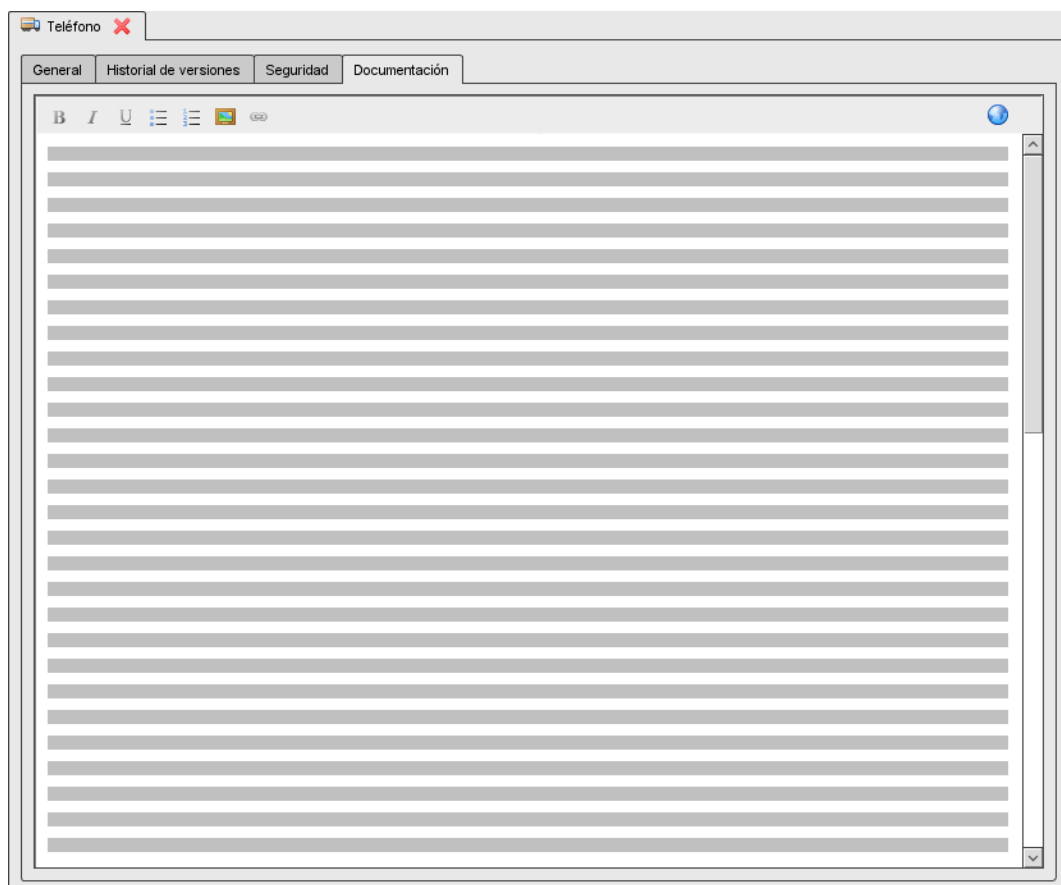 Teléfono
General Historial de versiones Seguridad Documentación
B I U